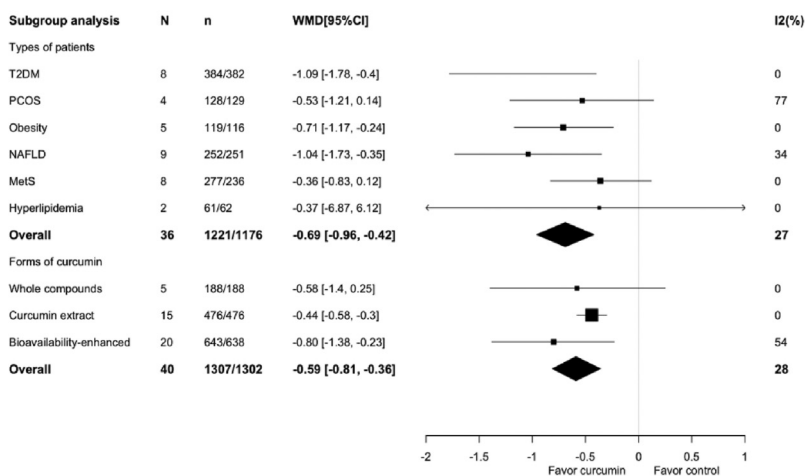 Subgroup analysis N n WMD[95%CI] I2(%)
Types of patients
T2DM 8 384/382 -1.09 [-1.78, -0.4] 0
PCOS 4 128/129 -0.53 [-1.21, 0.14] 77
Obesity 5 119/116 -0.71 [-1.17, -0.24] 0
NAFLD 9 252/251 -1.04 [-1.73, -0.35] 34
MetS 8 277/236 -0.36 [-0.83, 0.12] 0
Hyperlipidemia 2 61/62 -0.37 [-6.87, 6.12] 0
Overall 36 1221/1176 -0.69 [-0.96, -0.42] 27
Forms of curcumin
Whole compounds 5 188/188 -0.58 [-1.4, 0.25] 0
Curcumin extract 15 476/476 -0.44 [-0.58, -0.3] 0
Bioavailability-enhanced 20 643/638 -0.80 [-1.38, -0.23] 54
Overall 40 1307/1302 -0.59 [-0.81, -0.36] 28
-2 -1 -0.5 0 0.5 1
Favor curcumin Favor control